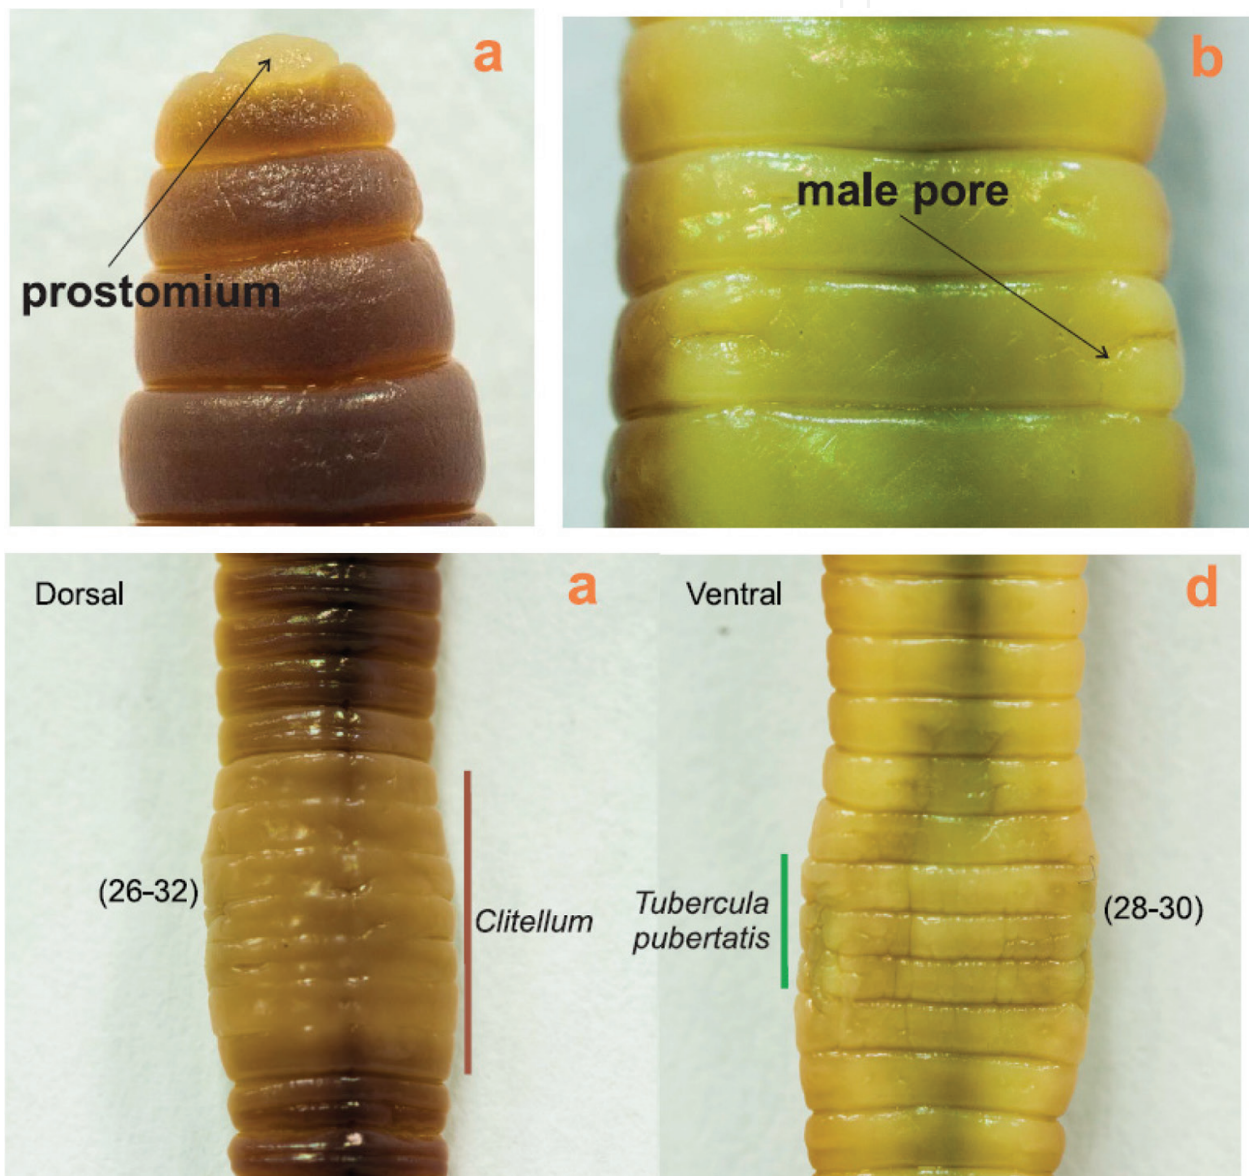 a
prostomium
b
male pore
Dorsal
a
(26-32)
Clitellum
Ventral
d
Tubercula
pubertatis
(28-30)